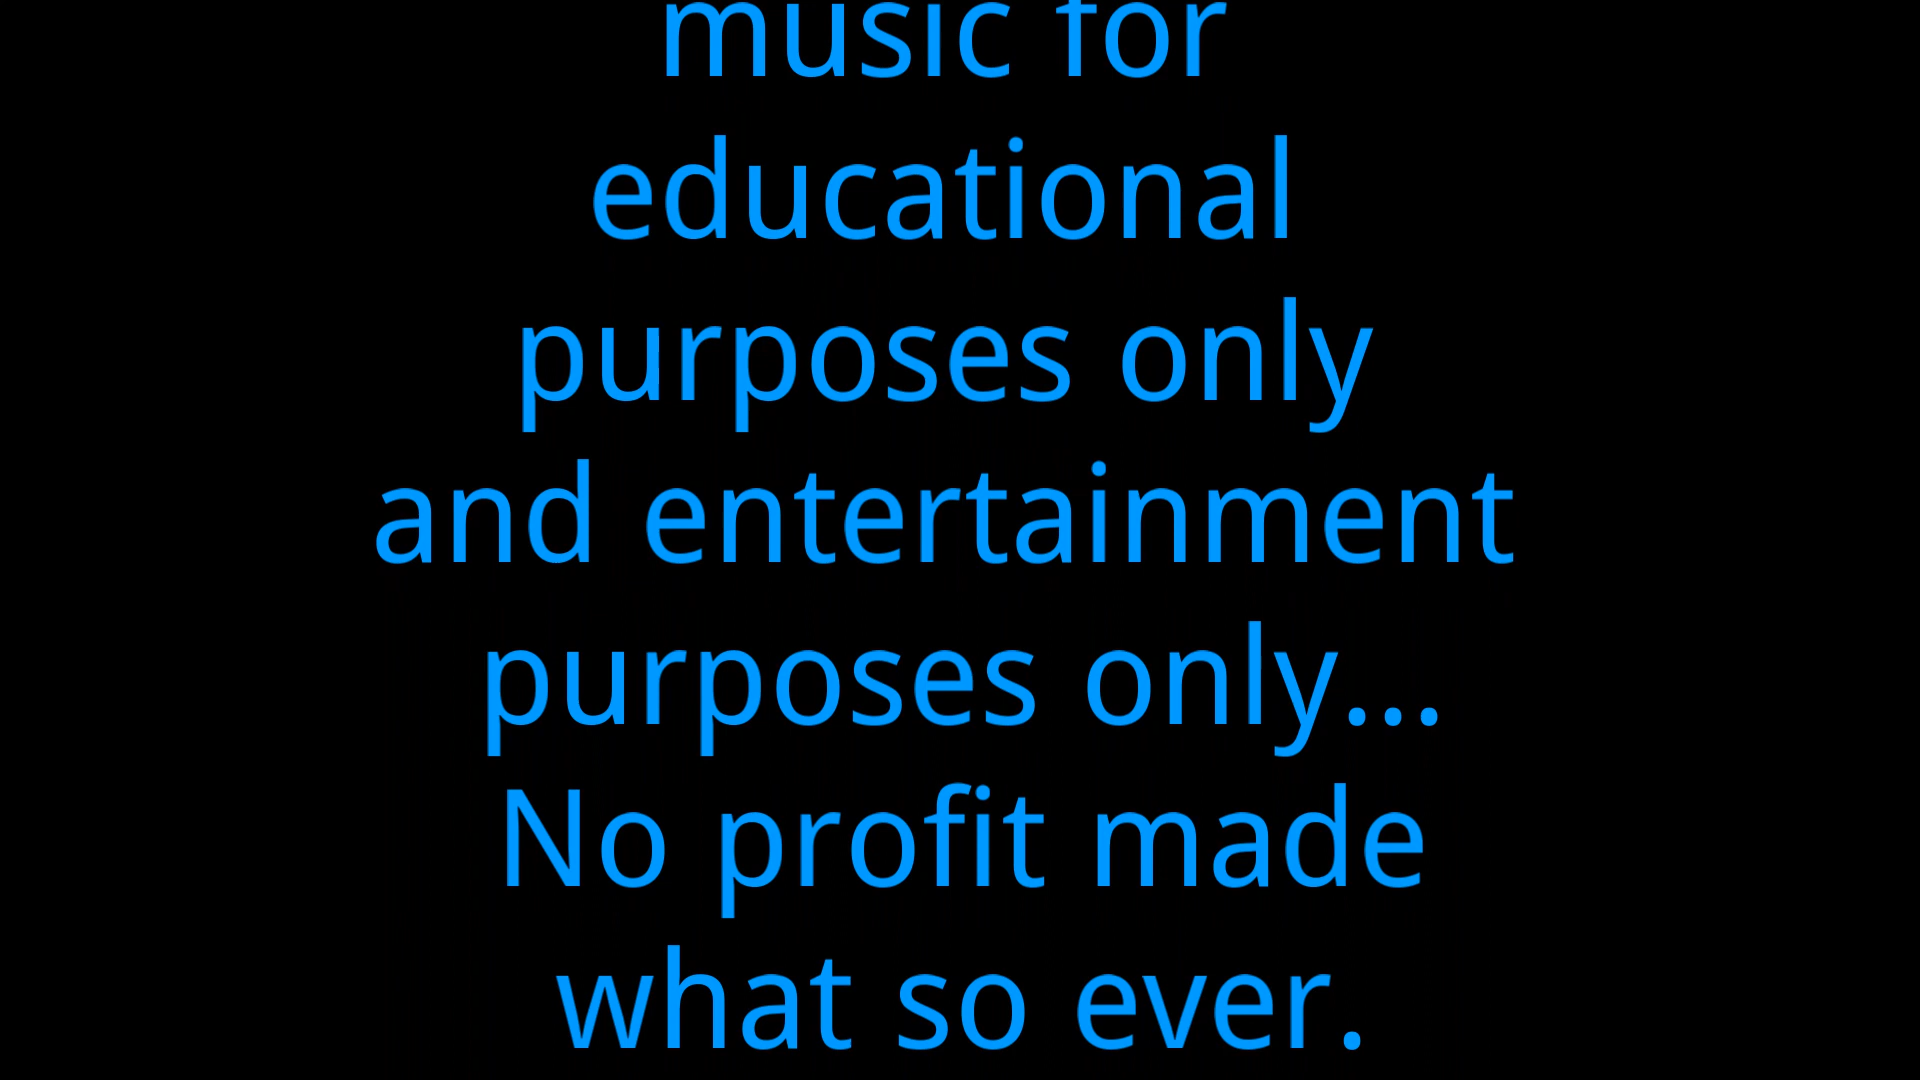 music for
educational
purposes only
and entertainment
purposes only...
No profit made
what so ever.